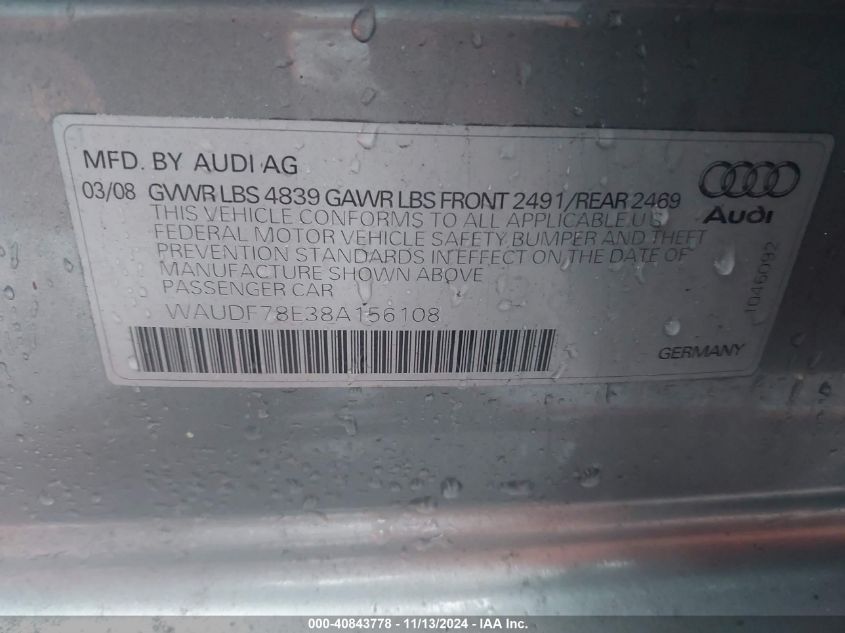 MFD. BY AUDI AG
03/08 GVWR LBS 4839 GAWR LBS FRONT 2491/REAR 2469
THIS VEHICLE CONFORMS TO ALL APPLICABLE U.S.
FEDERAL MOTOR VEHICLE SAFETY, BUMPER AND THEFT
PREVENTION STANDARDS IN EFFECT ON THE DATE OF
MANUFACTURE SHOWN ABOVE
PASSENGER CAR
WAUDF78E38A156108
Audi
1046092
GERMANY
000-40843778 - 11/13/2024 - IAA Inc.